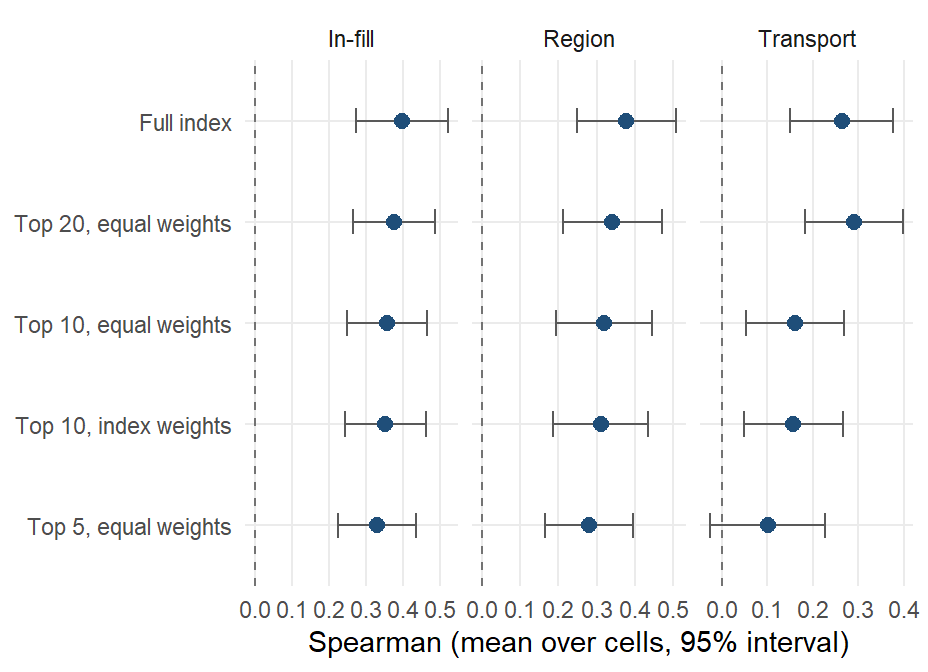 In-fill Region Transport
Full index
Top 20, equal weights
Top 10, equal weights
Top 10, index weights
Top 5, equal weights
0.0 0.1 0.2 0.3 0.4 0.5 0.0 0.1 0.2 0.3 0.4 0.5 0.0 0.1 0.2 0.3 0.4
Spearman (mean over cells, 95% interval)